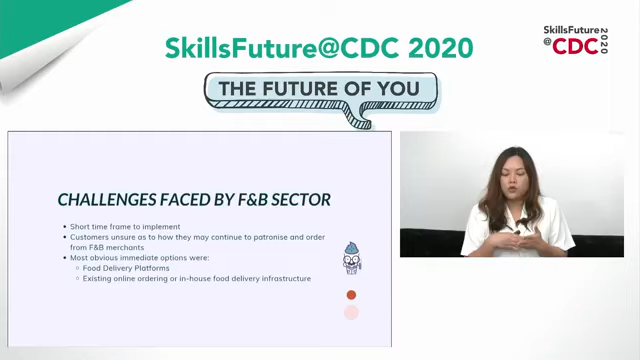 SkillsFuture@CDC 2020
SkillsFuture
@CDC
2020
THE FUTURE OF YOU
CHALLENGES FACED BY F&B SECTOR
• Short time frame to implement
• Customers unsure as to how they may continue to patronise and order
from F&B merchants
• Most obvious immediate options were:
◦ Food Delivery Platforms
◦ Existing online ordering or in-house food delivery infrastructure